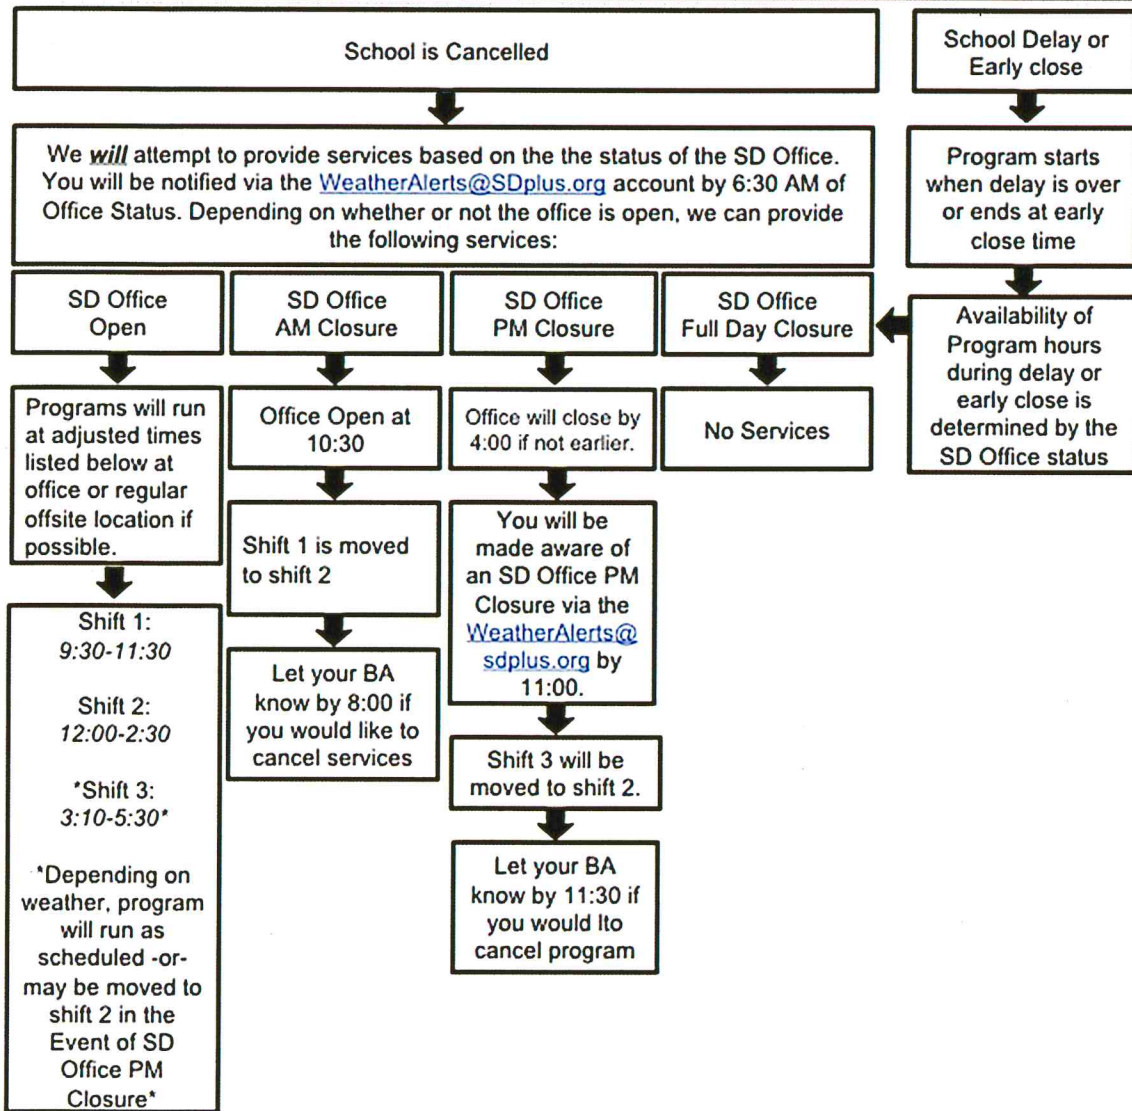 School is Cancelled
School Delay or
Early close
We will attempt to provide services based on the the status of the SD Office.
You will be notified via the WeatherAlerts@SDplus.org account by 6:30 AM of
Office Status. Depending on whether or not the office is open, we can provide
the following services:
Program starts
when delay is over
or ends at early
close time
SD Office
Open
SD Office
AM Closure
SD Office
PM Closure
SD Office
Full Day Closure
Availability of
Program hours
during delay or
early close is
determined by the
SD Office status
Programs will run
at adjusted times
listed below at
office or regular
offsite location if
possible.
Office Open at
10:30
Office will close by
4:00 if not earlier.
No Services
Shift 1 is moved
to shift 2
You will be
made aware of
an SD Office PM
Closure via the
WeatherAlerts@
sdplus.org by
11:00.
Shift 1:
9:30-11:30
Shift 2:
12:00-2:30
*Shift 3:
3:10-5:30*
*Depending on
weather, program
will run as
scheduled -or-
may be moved to
shift 2 in the
Event of SD
Office PM
Closure*
Let your BA
know by 8:00 if
you would like to
cancel services
Shift 3 will be
moved to shift 2.
Let your BA
know by 11:30 if
you would lto
cancel program